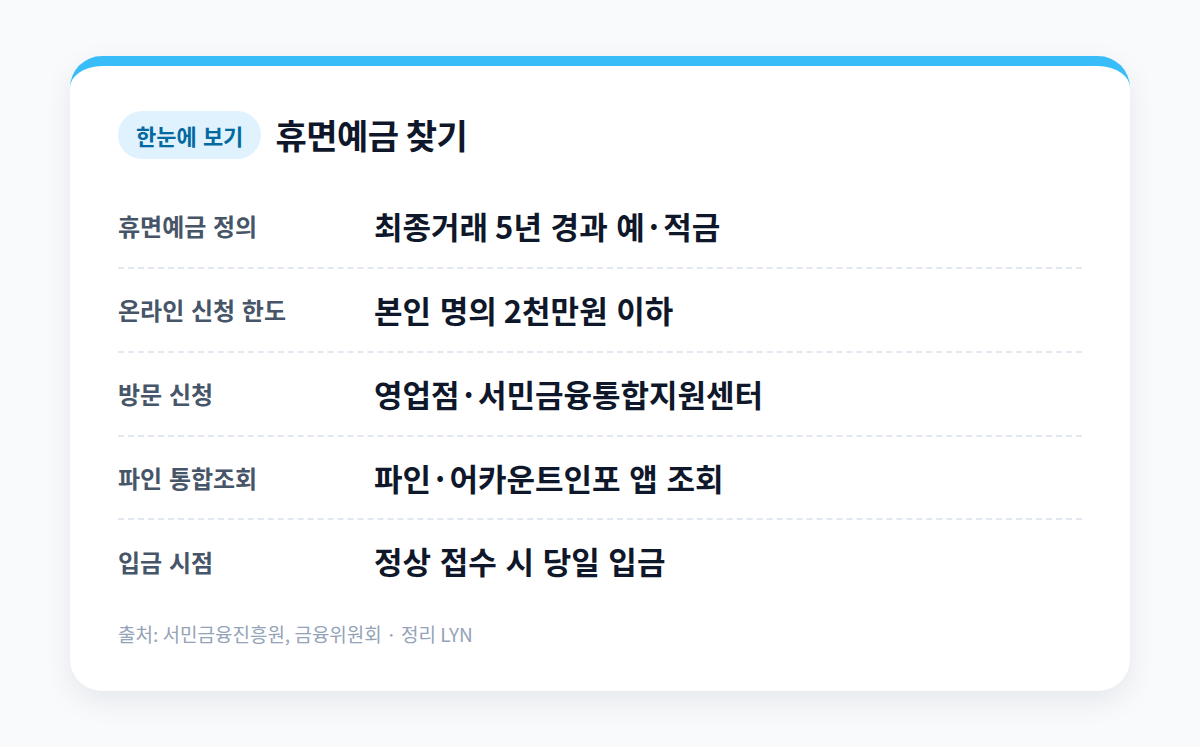 한눈에 보기 휴면예금 찾기
휴면예금 정의 최종거래 5년 경과 예·적금
온라인 신청 한도 본인 명의 2천만원 이하
방문 신청 영업점·서민금융통합지원센터
파인 통합조회 파인·어카운트인포 앱 조회
입금 시점 정상 접수 시 당일 입금
출처: 서민금융진흥원, 금융위원회 · 정리 LYN